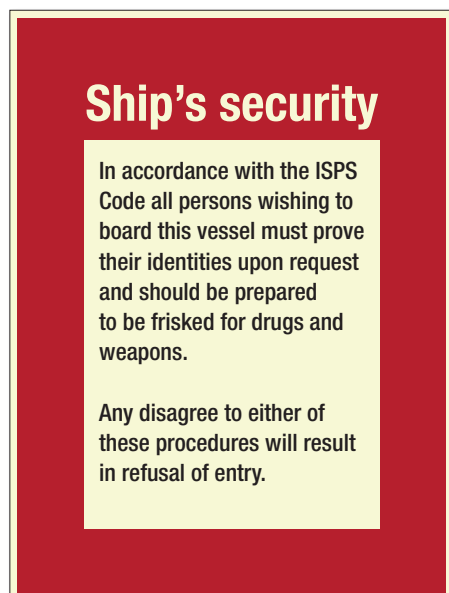 Ship's security
In accordance with the ISPS
Code all persons wishing to
board this vessel must prove
their identities upon request
and should be prepared
to be frisked for drugs and
weapons.
Any disagree to either of
these procedures will result
in refusal of entry.